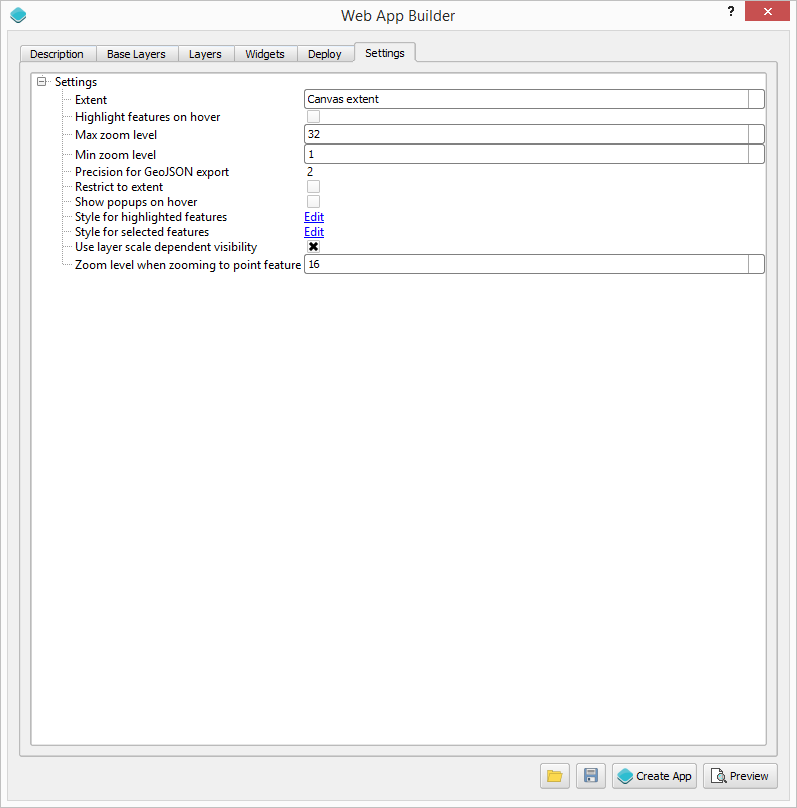 Web App Builder
?
Description Base Layers Layers Widgets Deploy Settings
Settings
Extent Canvas extent
Highlight features on hover
Max zoom level 32
Min zoom level 1
Precision for GeoJSON export 2
Restrict to extent
Show popups on hover
Style for highlighted features Edit
Style for selected features Edit
Use layer scale dependent visibility
Zoom level when zooming to point feature 16
Create App Preview